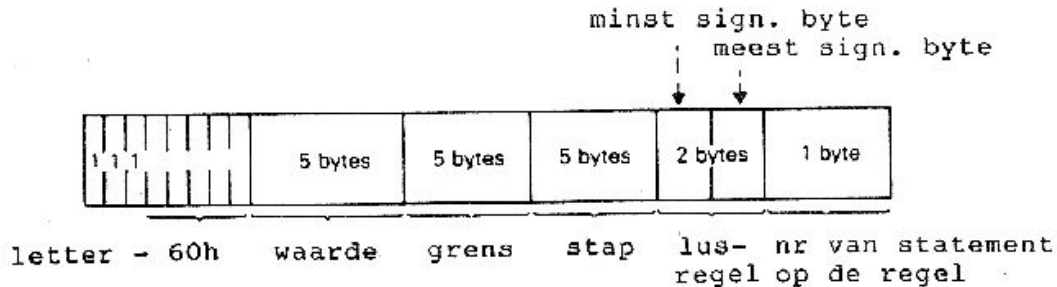 minst sign. byte
meest sign. byte
1 1 1
5 bytes
5 bytes
5 bytes
2 bytes
1 byte
letter - 60h
waarde
grens
stap
lus-
regel
nr van statement
op de regel